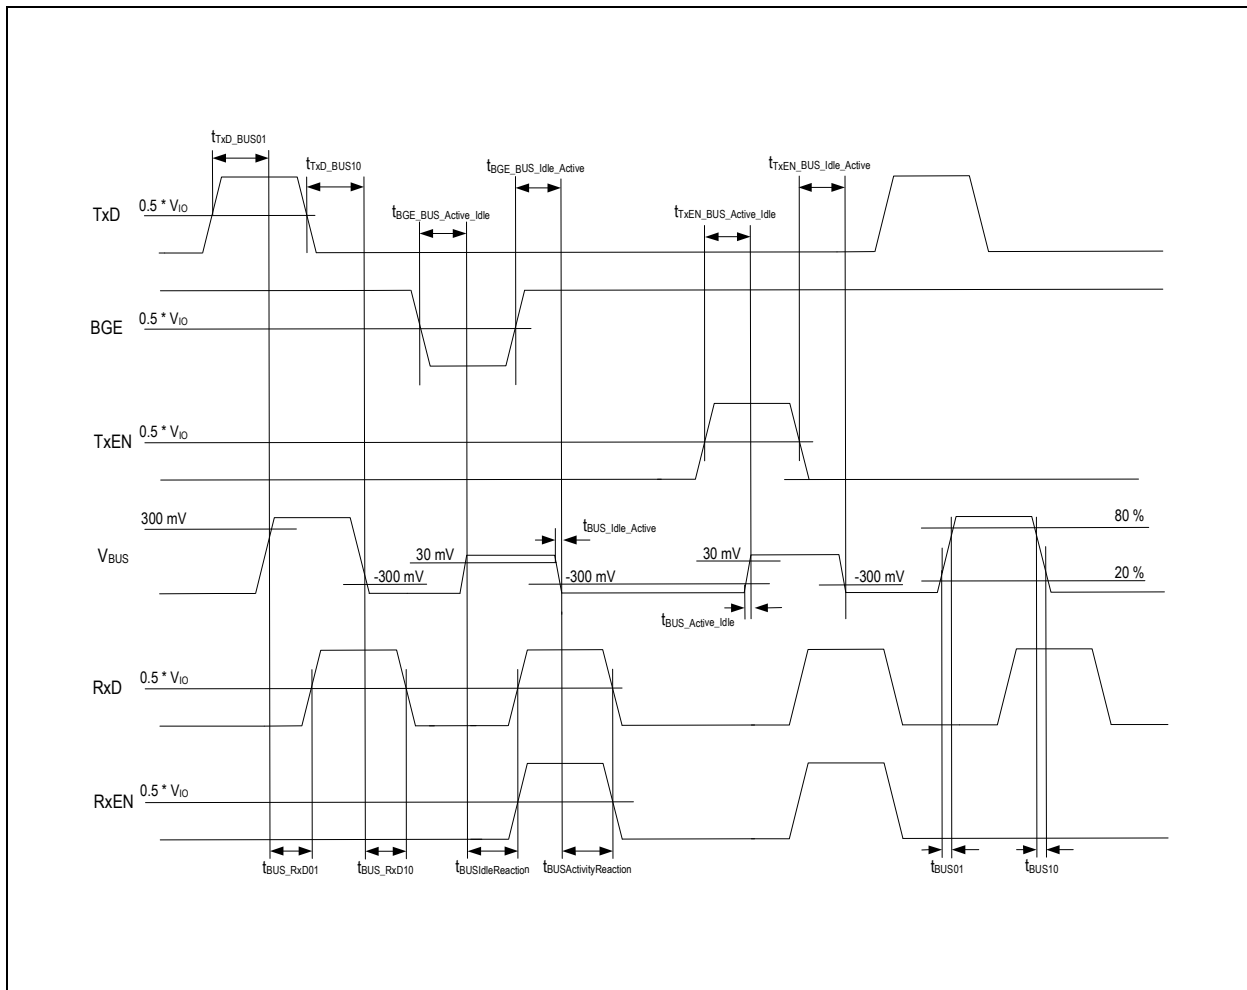 tTxD_BUS01
tTxD_BUS10
tBGE_BUS_Idle_Active
tTxEN_BUS_Idle_Active
tBGE_BUS_Active_Idle
tTxEN_BUS_Active_Idle
TxD 0.5 * VIO
BGE 0.5 * VIO
TxEN 0.5 * VIO
300 mV
80 %
tBUS_Idle_Active
VBUS
30 mV
30 mV
-300 mV
-300 mV
-300 mV
20 %
tBUS_Active_Idle
RxD 0.5 * VIO
RxEN 0.5 * VIO
tBUS_RxD01
tBUS_RxD10
tBUSIdleReaction
tBUSActivityReaction
tBUS01
tBUS10